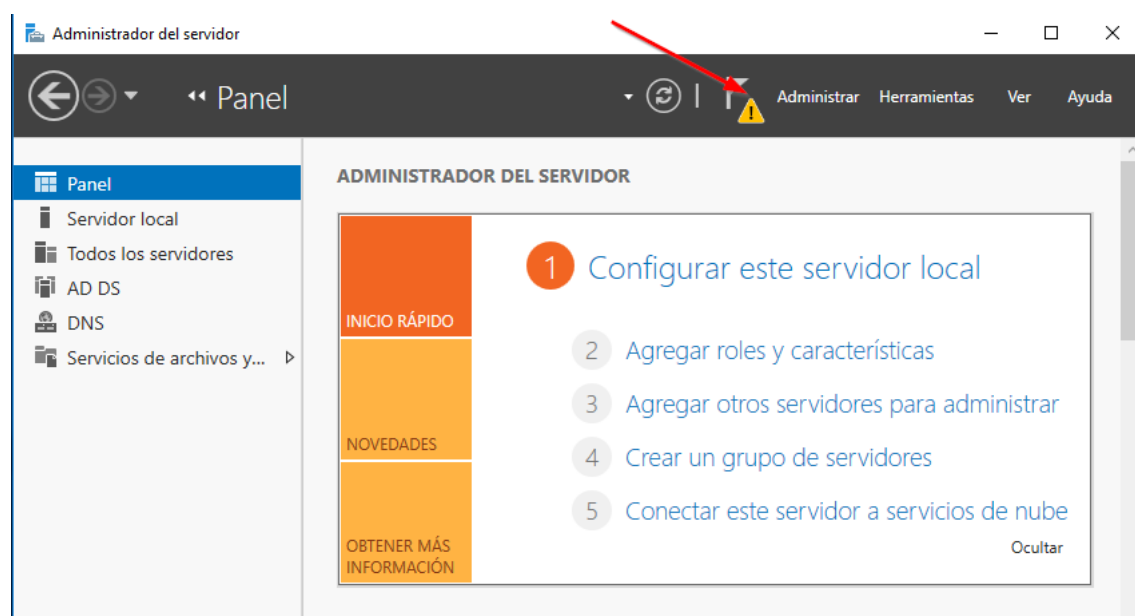 Administrador del servidor
Panel
Administrar Herramientas Ver Ayuda
Panel
Servidor local
Todos los servidores
AD DS
DNS
Servicios de archivos y...
ADMINISTRADOR DEL SERVIDOR
INICIO RÁPIDO
NOVEDADES
OBTENER MÁS
INFORMACIÓN
1 Configurar este servidor local
2 Agregar roles y características
3 Agregar otros servidores para administrar
4 Crear un grupo de servidores
5 Conectar este servidor a servicios de nube
Ocultar